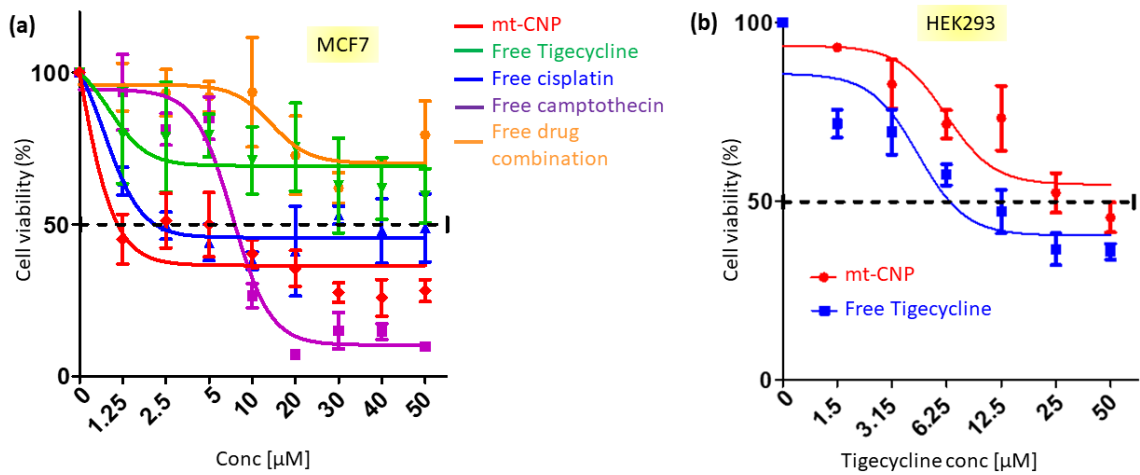 (a)
MCF7
mt-CNP
Free Tigecycline
Free cisplatin
Free camptothecin
Free drug
combination
Cell viability (%)
100
50
0
0
1.25
2.5
5
10
20
30
40
50
Conc [μM]
(b)
HEK293
Cell viability (%)
100
50
0
mt-CNP
Free Tigecycline
0
1.5
3.15
6.25
12.5
25
50
Tigecycline conc [μM]